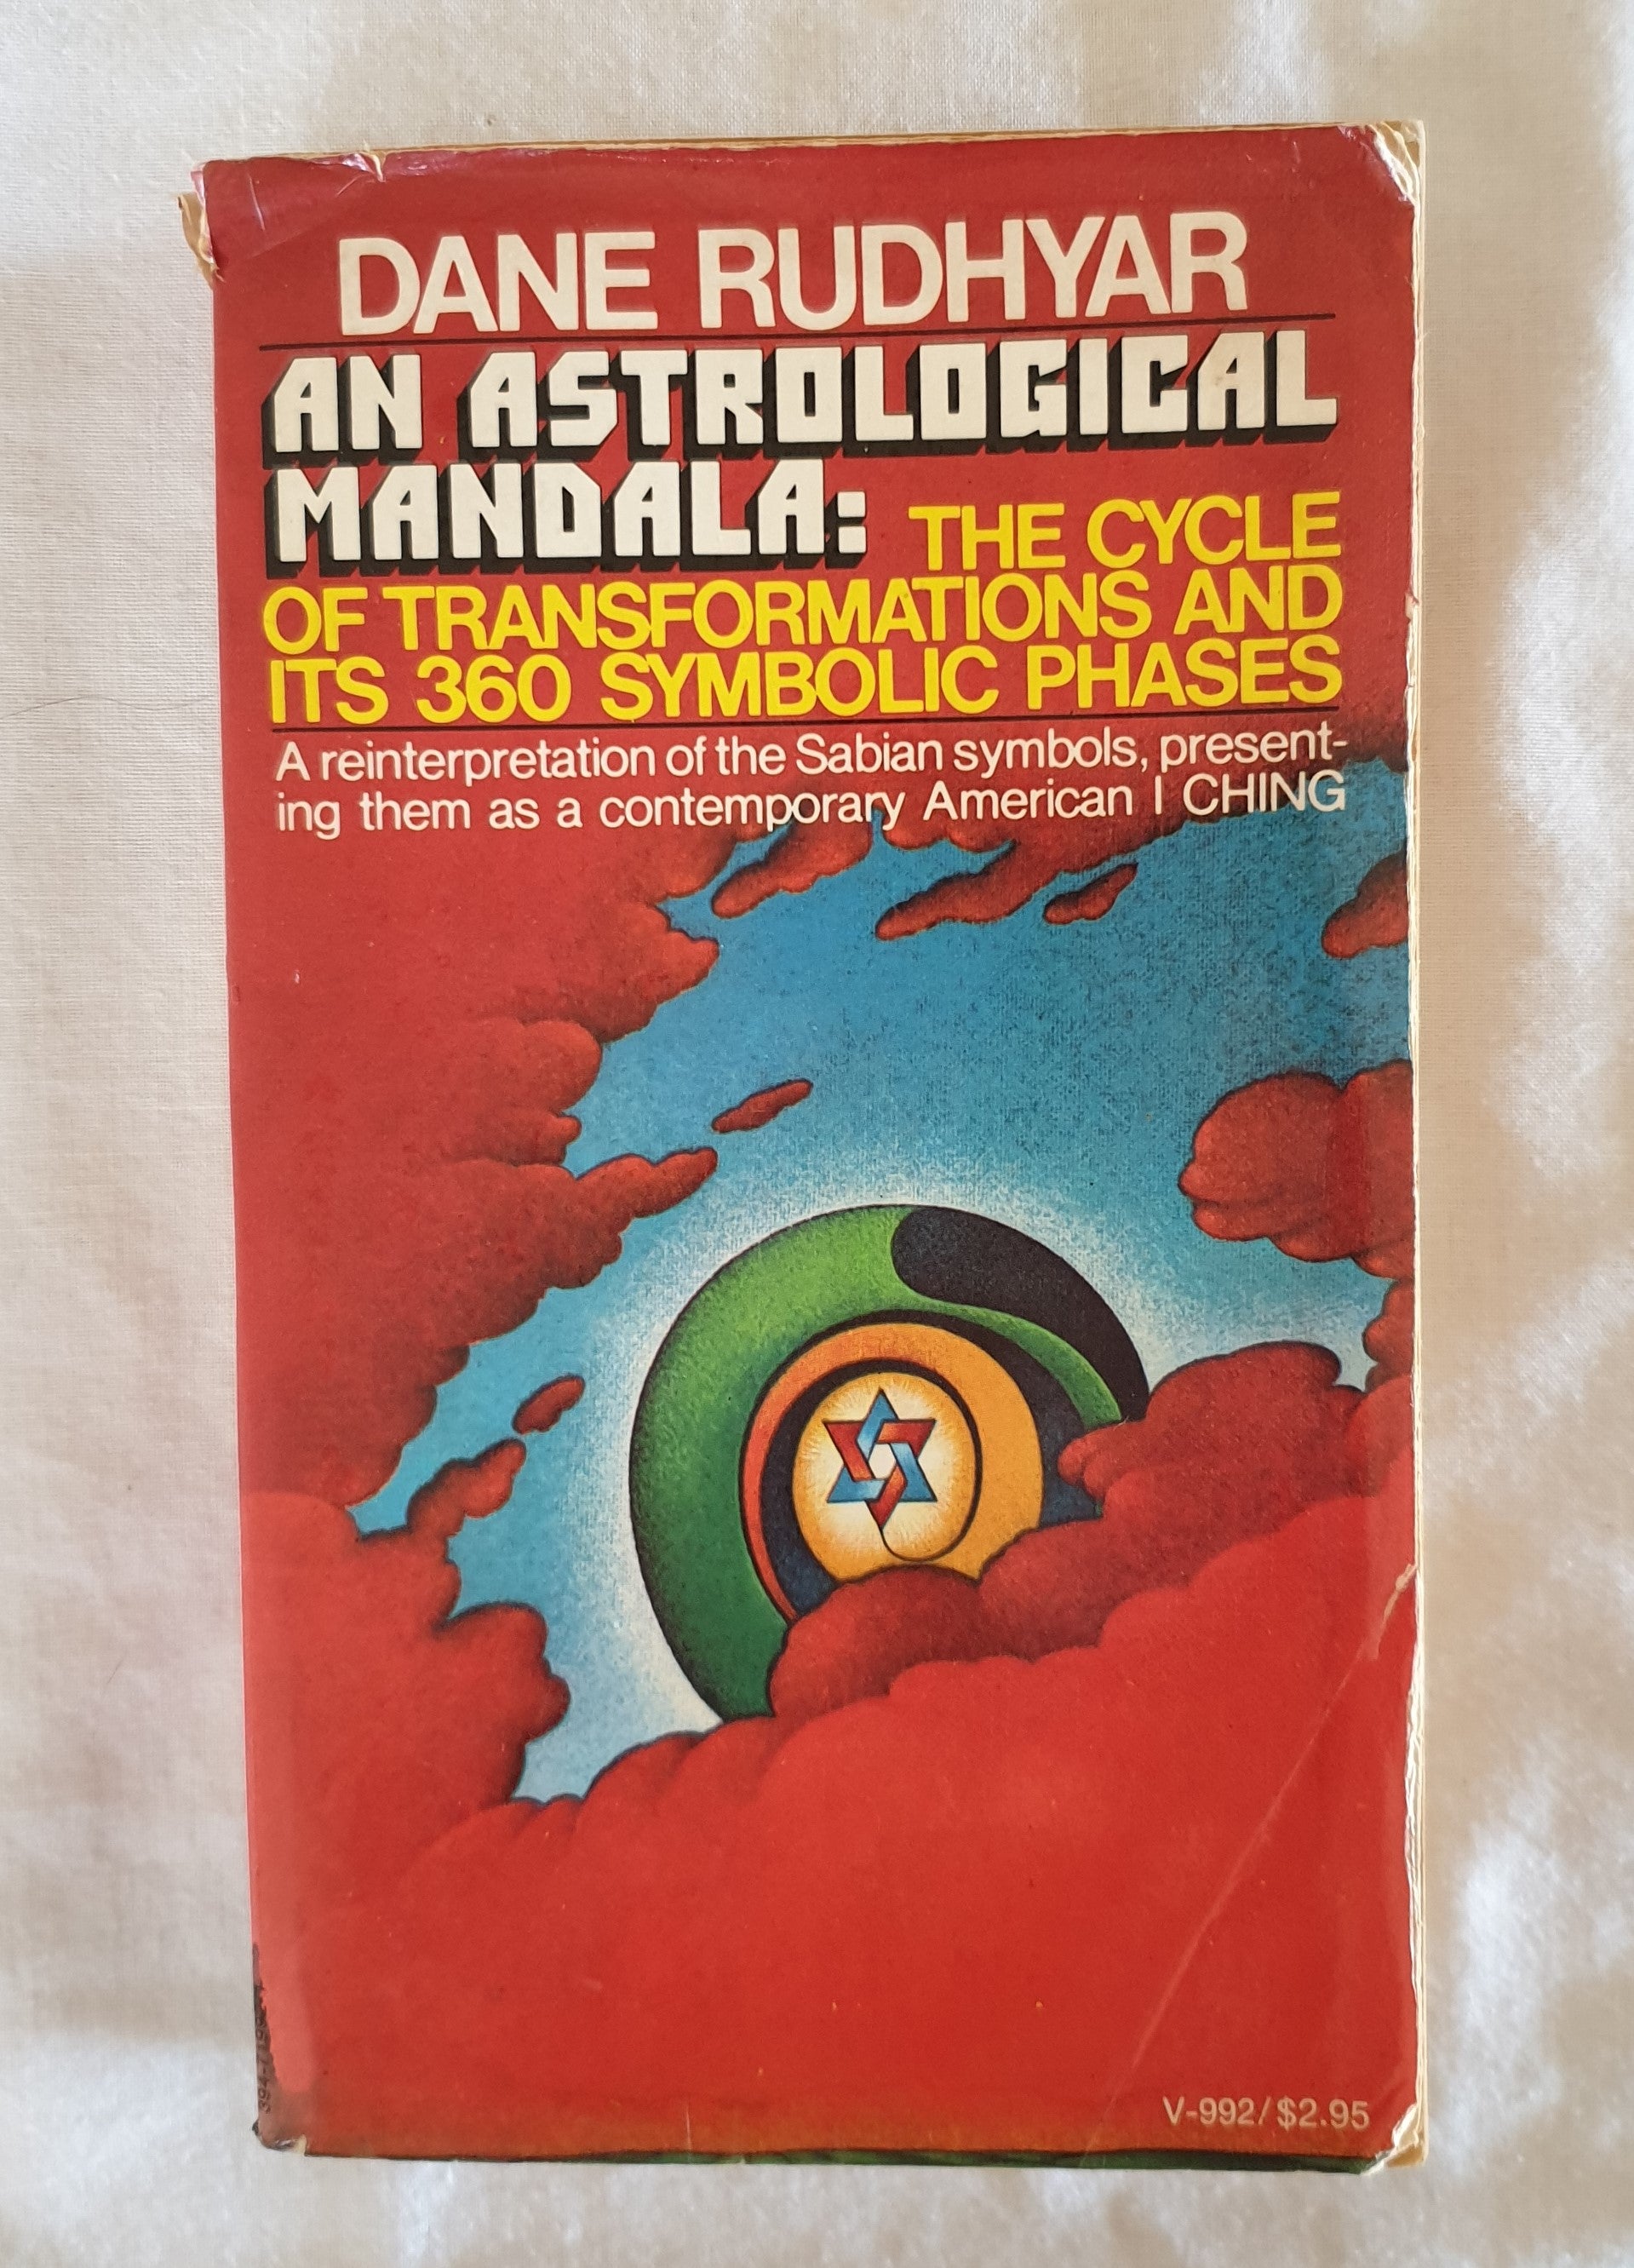 DANE RUDHYAR
AN ASTROLOGICAL
MANDALA: THE CYCLE
OF TRANSFORMATIONS AND
ITS 360 SYMBOLIC PHASES
A reinterpretation of the Sabian symbols, present-
ing them as a contemporary American I CHING
V-992/$2.95